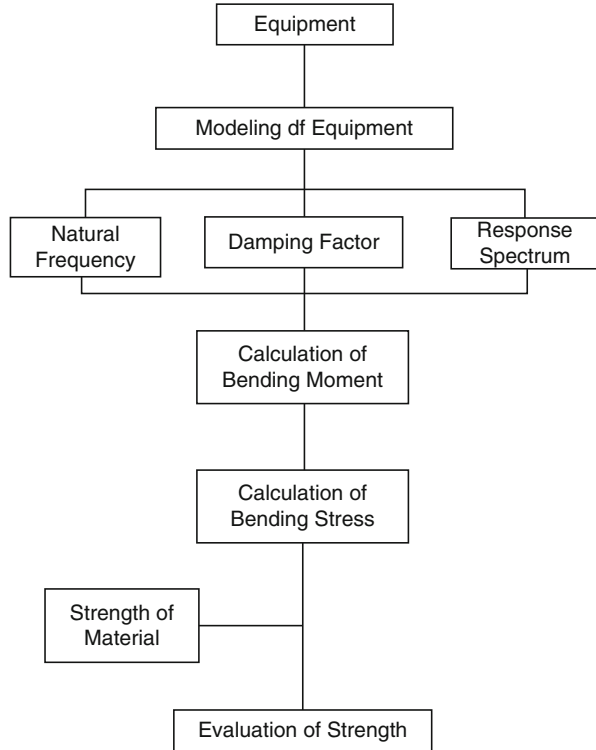 Equipment
Modeling df Equipment
Natural
Frequency
Damping Factor
Response
Spectrum
Calculation of
Bending Moment
Calculation of
Bending Stress
Strength of
Material
Evaluation of Strength